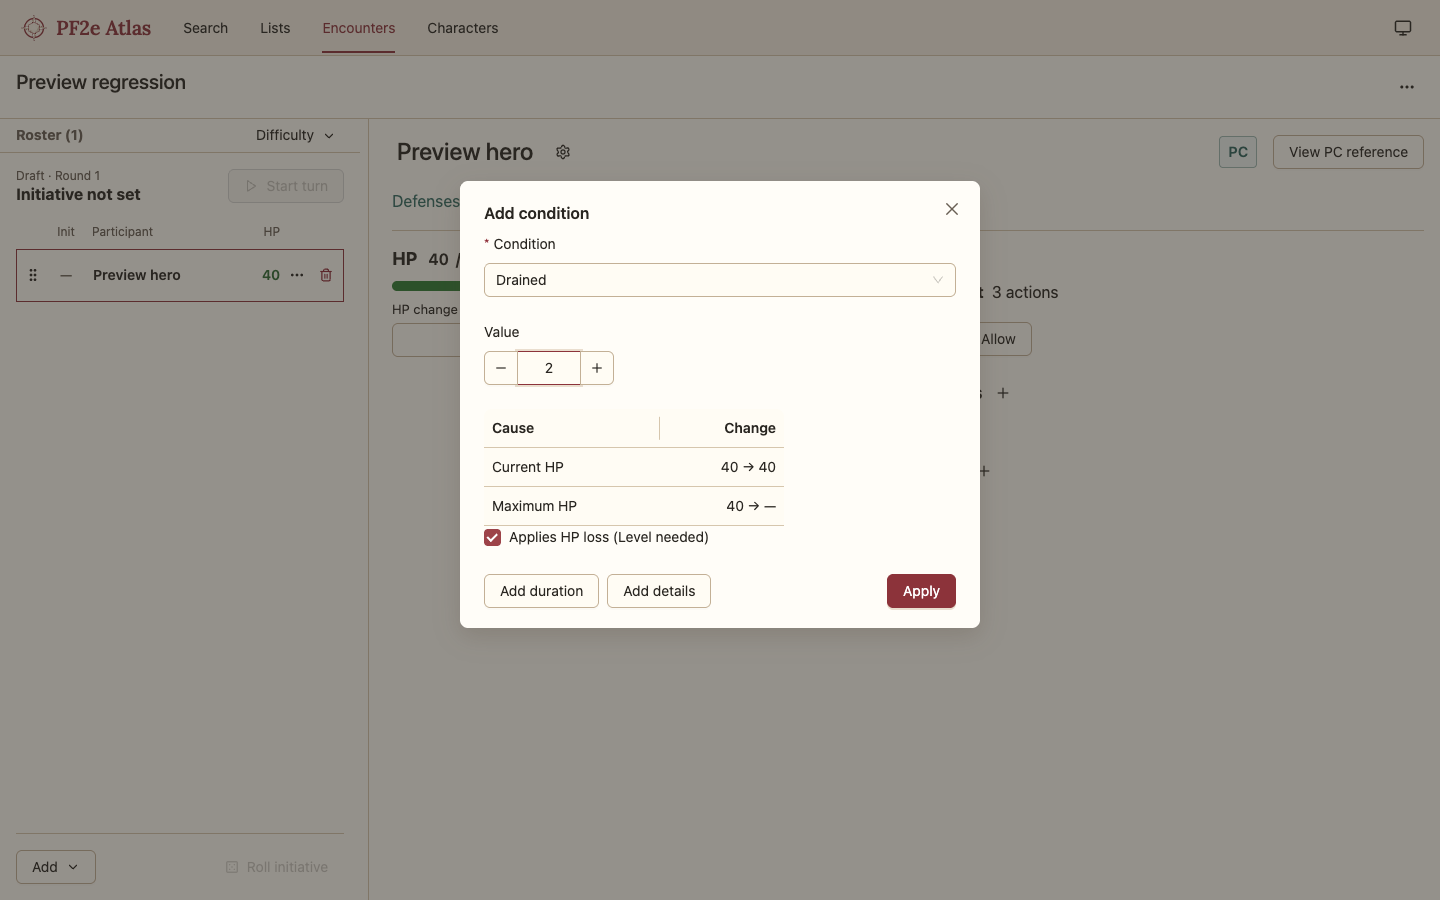 PF2e Atlas
Search
Lists
Encounters
Characters
Preview regression
Roster (1)
Difficulty
Draft · Round 1
Initiative not set
Start turn
Init
Participant
HP
—
Preview hero
40
Add
Roll initiative
Preview hero
PC
View PC reference
Defenses
HP 40 /
HP change
3 actions
Allow
Add condition
* Condition
Drained
Value
2
Cause
Change
Current HP
40 → 40
Maximum HP
40 → —
Applies HP loss (Level needed)
Add duration
Add details
Apply